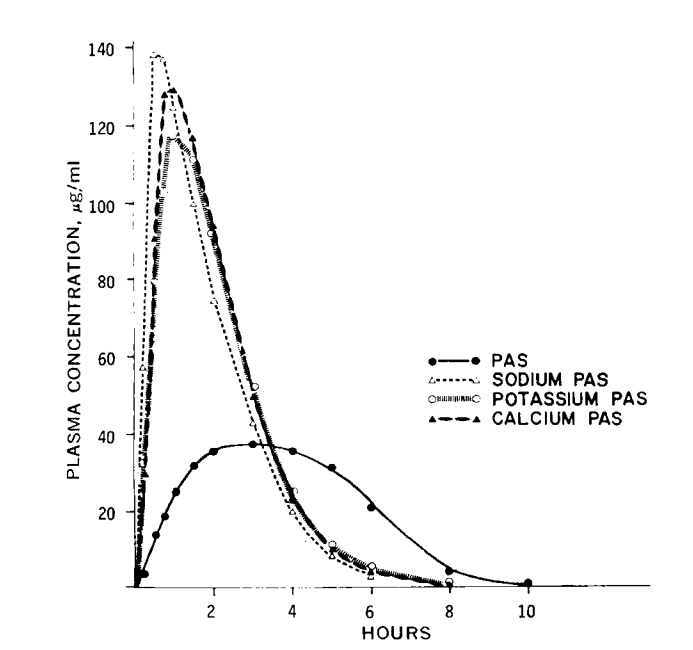 140
120
100
80
60
40
20
PLASMA CONCENTRATION, µg/ml
PAS
SODIUM PAS
POTASSIUM PAS
CALCIUM PAS
2 4 6 8 10
HOURS